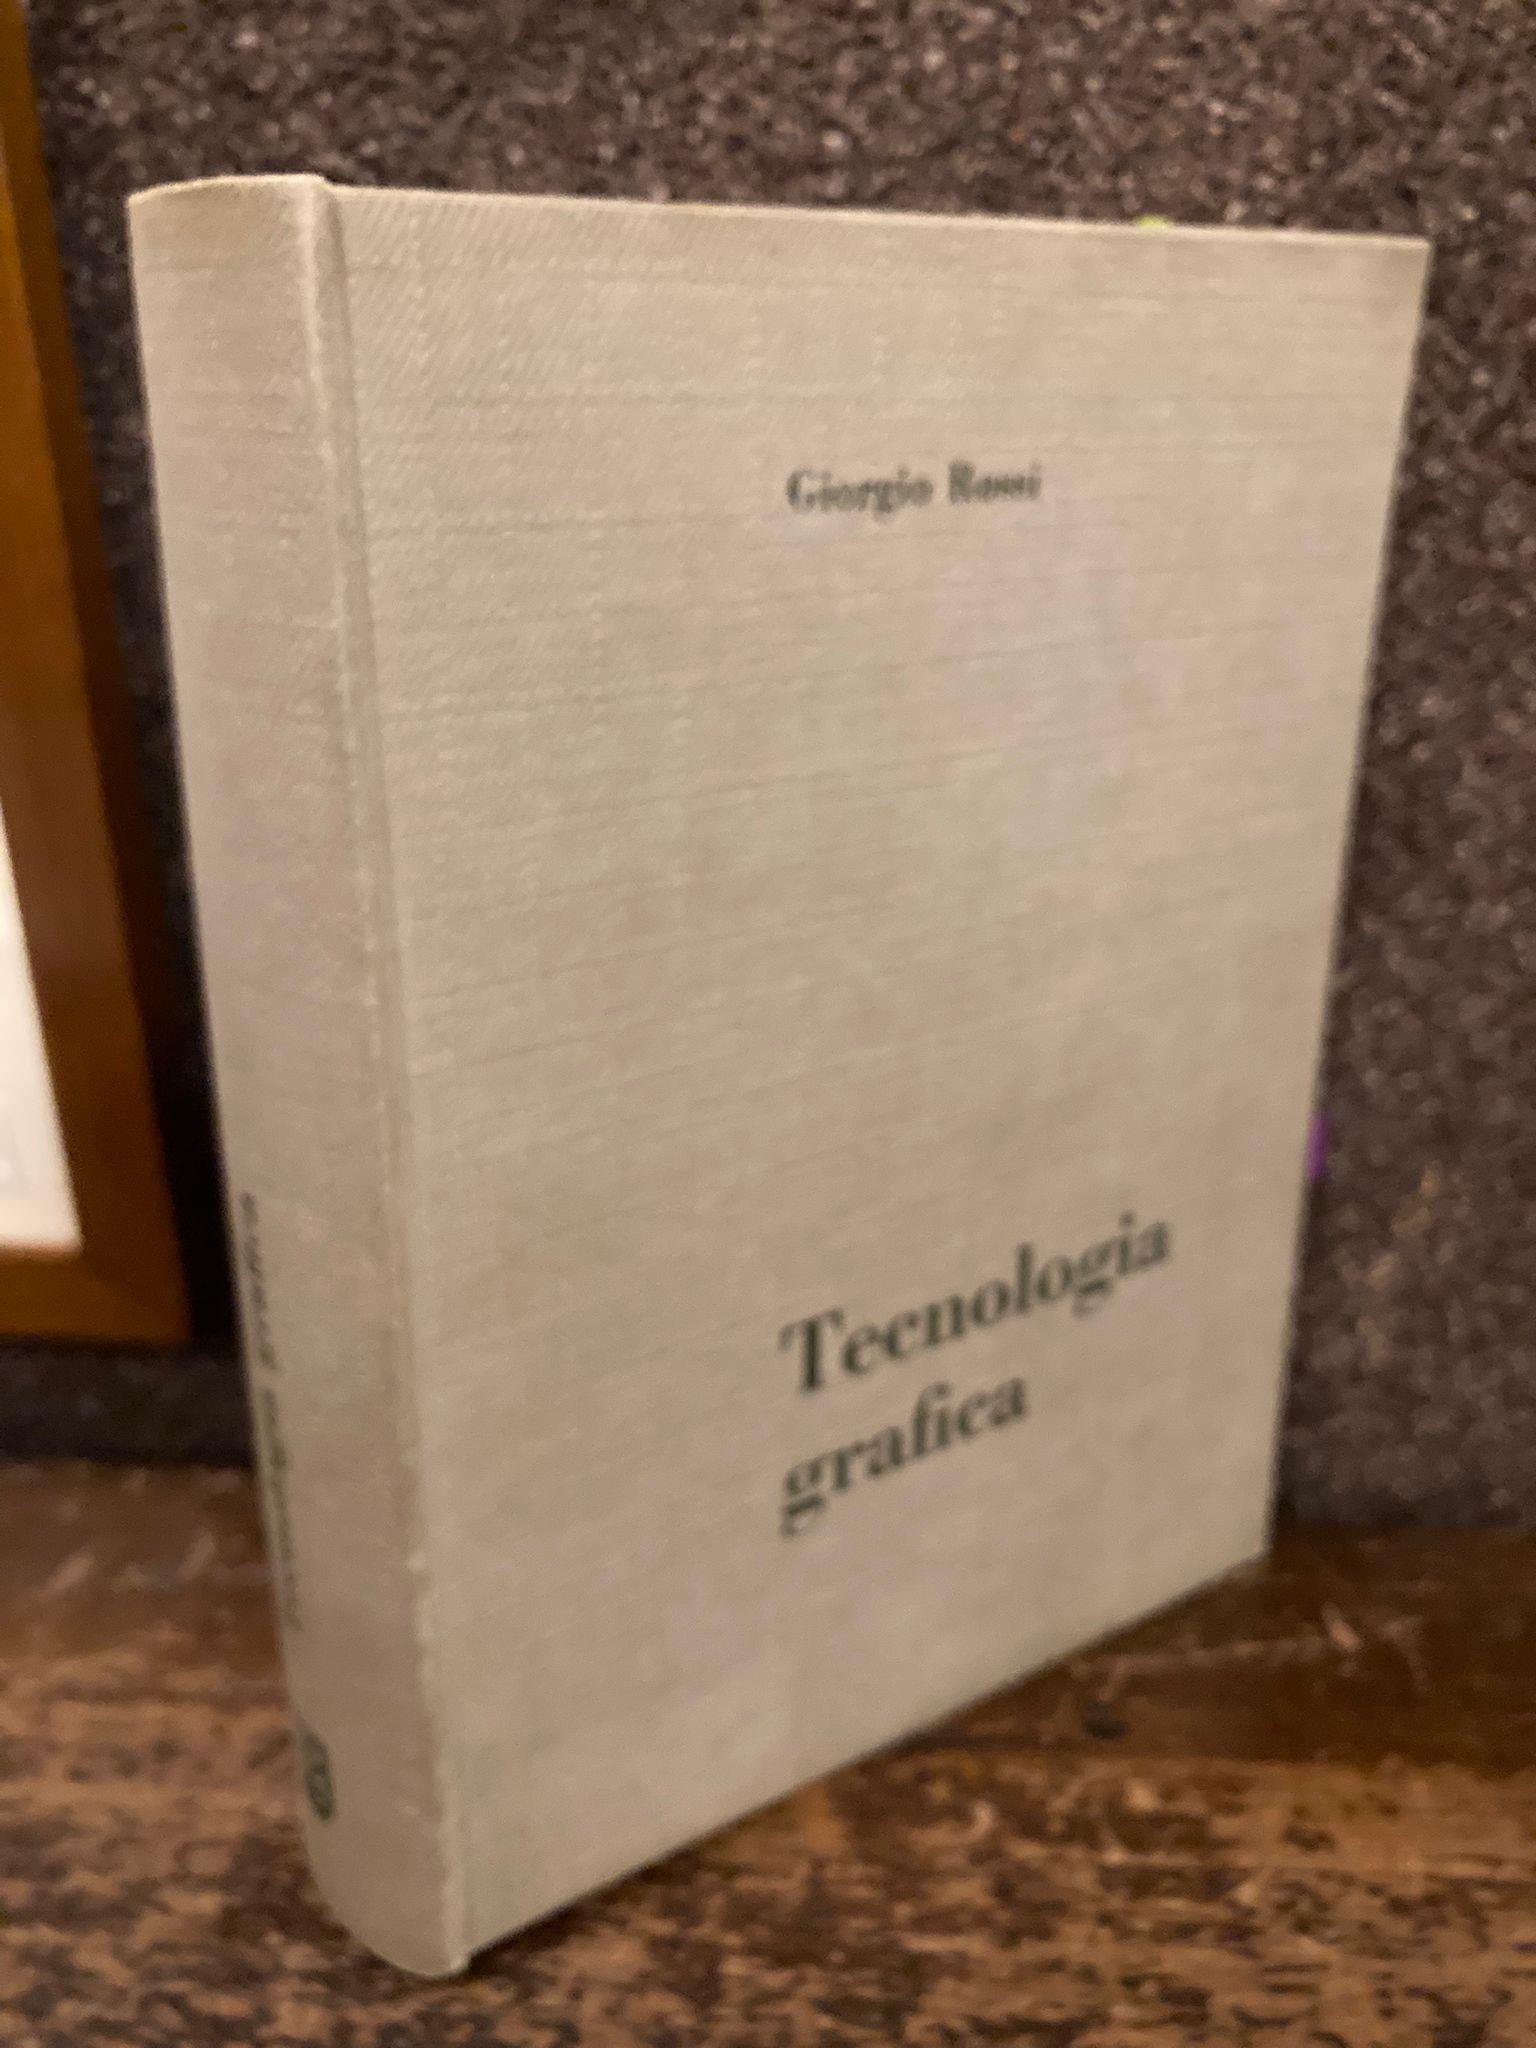 Giorgio Rossi
Tecnologia
grafica